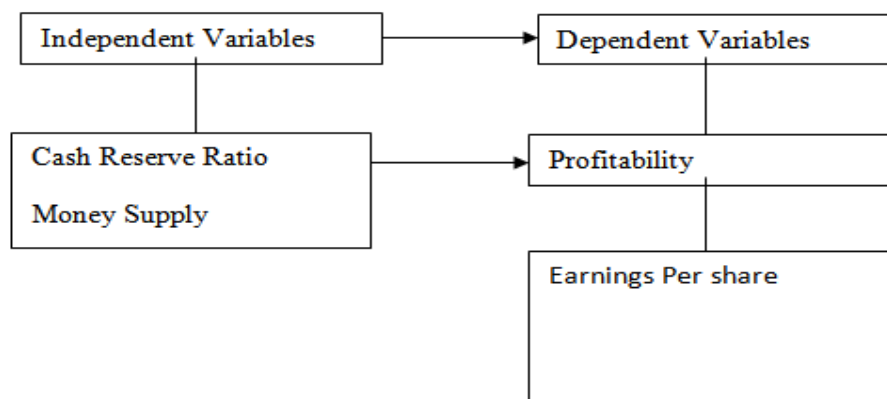 Independent Variables
Dependent Variables
Cash Reserve Ratio
Money Supply
Profitability
Earnings Per share